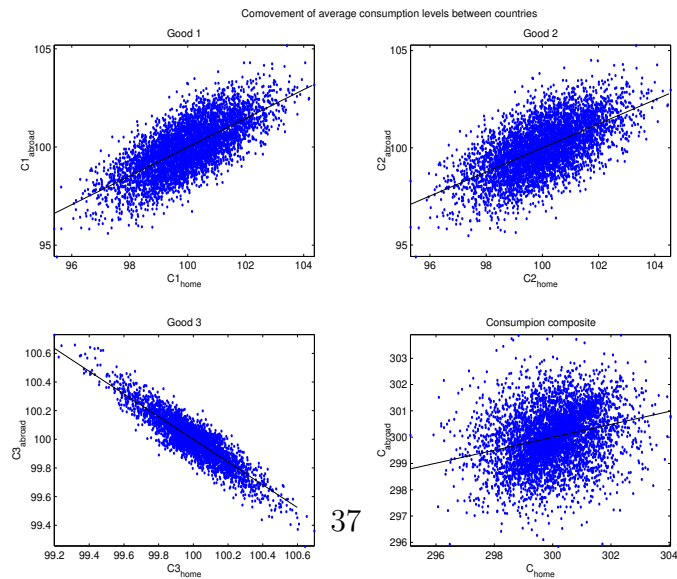 Comovement of average consumption levels between countries
Good 1
105
100
95
C1abroad
96 98 100 102 104
C1home
Good 2
105
100
95
C2abroad
96 98 100 102 104
C2home
Good 3
100.6
100.4
100.2
100
99.8
99.6
99.4
C3abroad
99.2 99.4 99.6 99.8 100 100.2 100.4 100.6
C3home
37
Consumpion composite
303
302
301
300
299
298
297
296
Cabroad
296 298 300 302 304
Chome